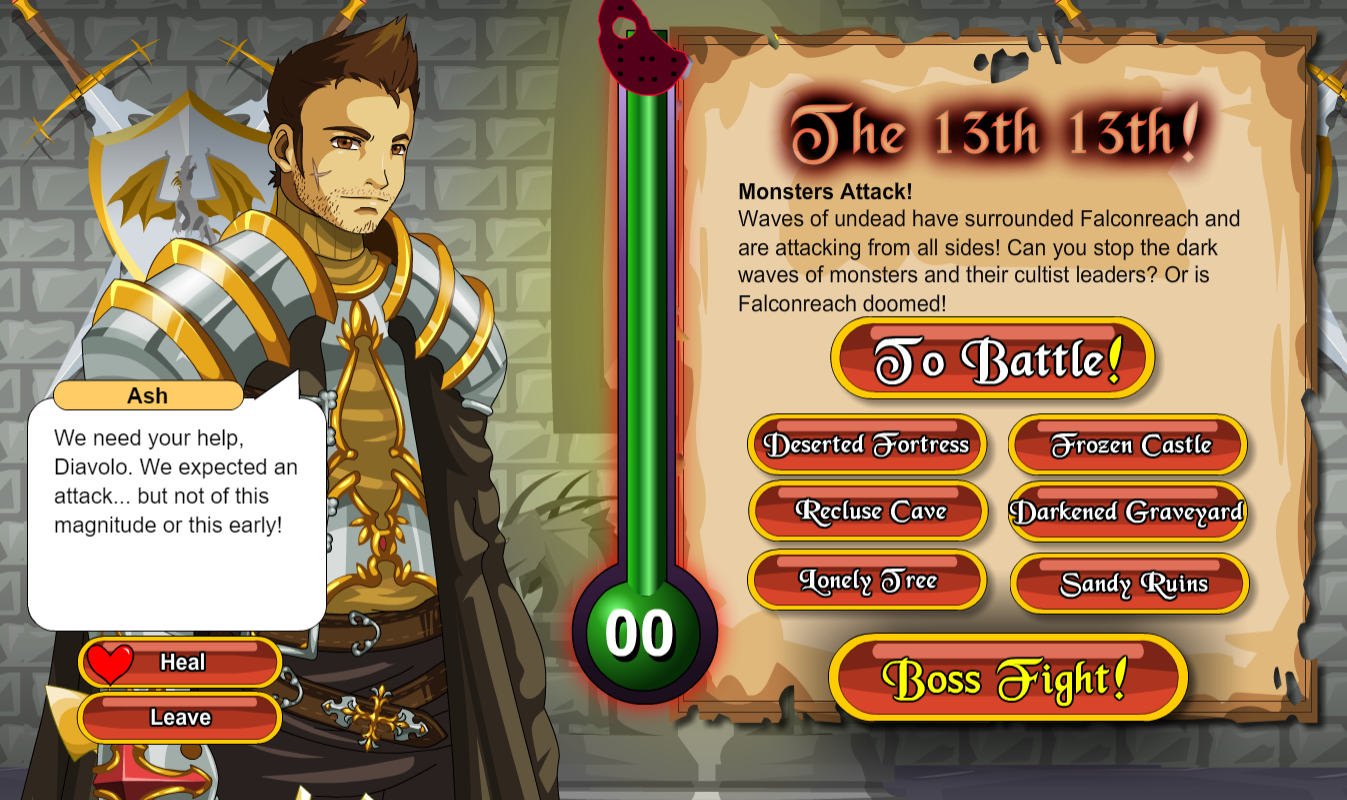 The 13th 13th!
Monsters Attack!
Waves of undead have surrounded Falconreach and
are attacking from all sides! Can you stop the dark
waves of monsters and their cultist leaders? Or is
Falconreach doomed!
To Battle!
Deserted Fortress
Frozen Castle
Recluse Cave
Darkened Graveyard
Lonely Tree
Sandy Ruins
Boss Fight!
00
Ash
We need your help,
Diavolo. We expected an
attack... but not of this
magnitude or this early!
Heal
Leave